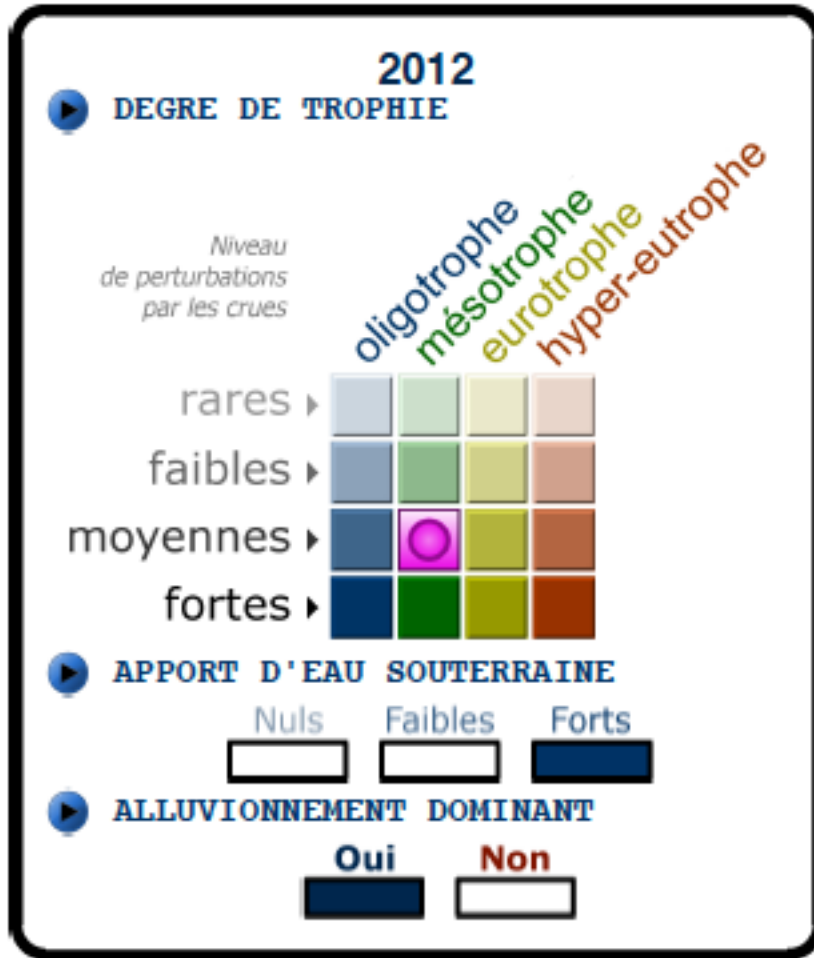 2012
DEGRE DE TROPHIE
Niveau
de perturbations
par les crues
oligotrophe
mésotrophe
eurotrophe
hyper-eutrophe
rares
faibles
moyennes
fortes
APPORT D'EAU SOUTERRAINE
Nuls Faibles Forts
ALLUVIONNEMENT DOMINANT
Oui Non